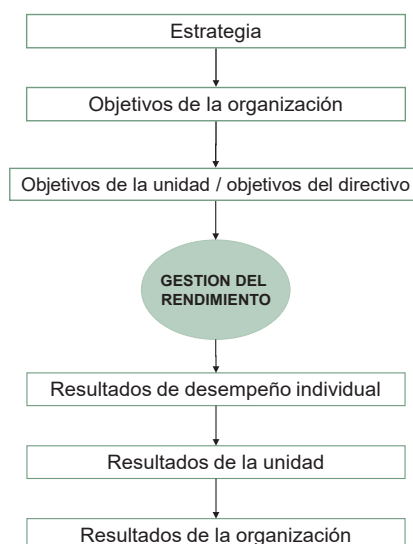 Estrategia
Objetivos de la organización
Objetivos de la unidad / objetivos del directivo
GESTION DEL
RENDIMIENTO
Resultados de desempeño individual
Resultados de la unidad
Resultados de la organización